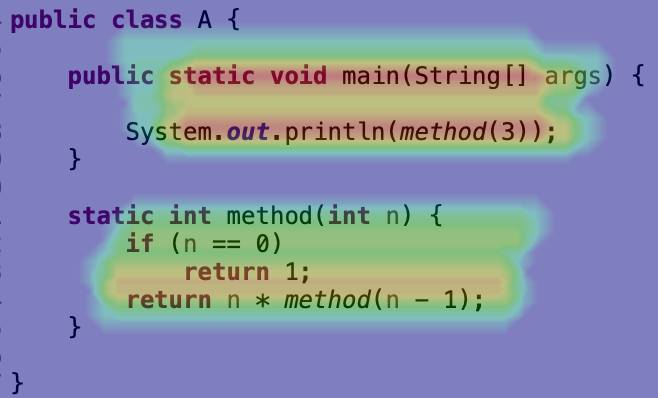 public class A {
    public static void main(String[] args) {
        System.out.println(method(3));
    }
    static int method(int n) {
        if (n == 0)
            return 1;
        return n * method(n - 1);
    }
}